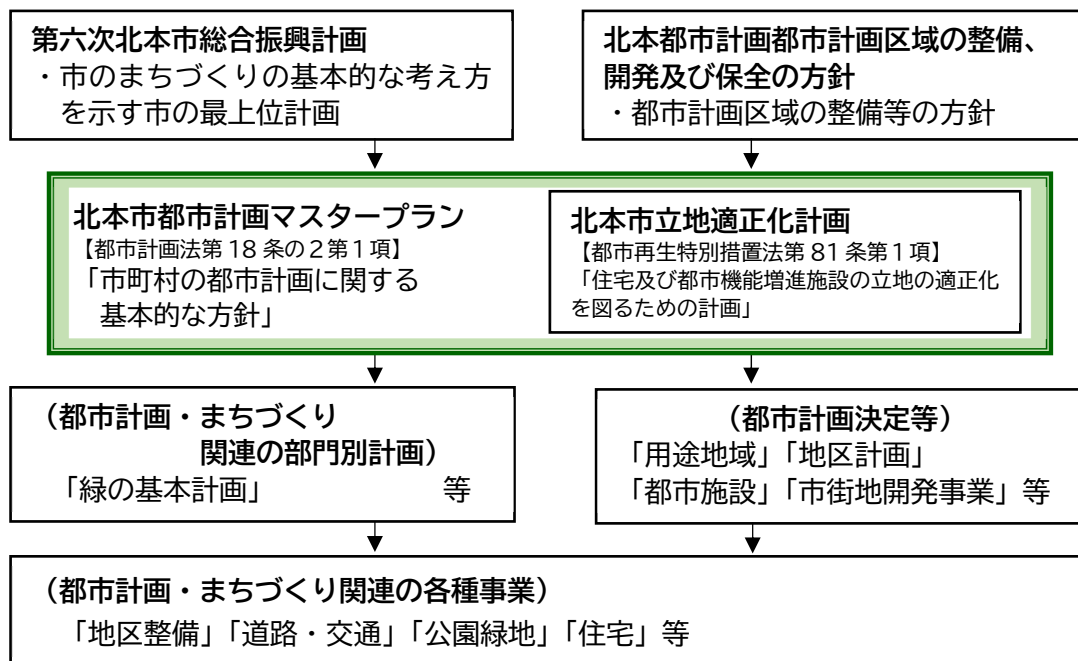 第六次北本市総合振興計画
・市のまちづくりの基本的な考え方
を示す市の最上位計画
北本都市計画都市計画区域の整備、
開発及び保全の方針
・都市計画区域の整備等の方針
北本市都市計画マスタープラン
【都市計画法第18条の2第1項】
「市町村の都市計画に関する
基本的な方針」
北本市立地適正化計画
【都市再生特別措置法第81条第1項】
「住宅及び都市機能増進施設の立地の適正化
を図るための計画」
(都市計画・まちづくり
関連の部門別計画)
「緑の基本計画」 等
(都市計画決定等)
「用途地域」「地区計画」
「都市施設」「市街地開発事業」等
(都市計画・まちづくり関連の各種事業)
「地区整備」「道路・交通」「公園緑地」「住宅」等